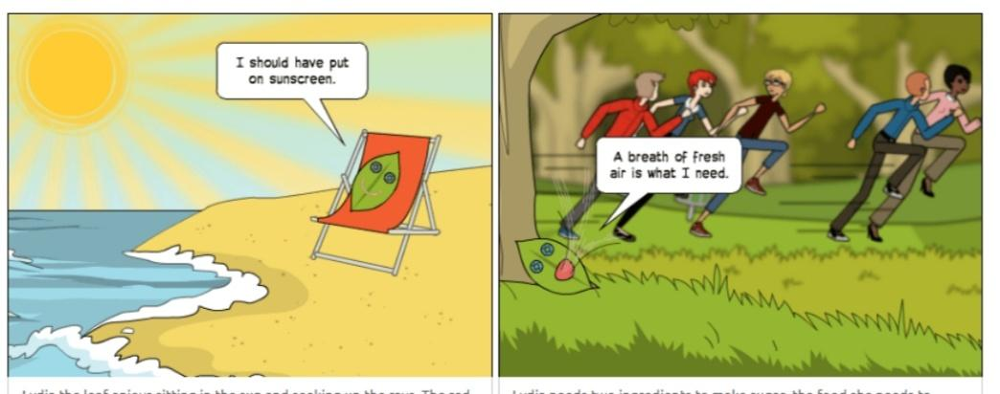 I should have put
on sunscreen.
A breath of fresh
air is what I need.
Lydia the leaf enjoys sitting in the sun and soaking up the rays. The red
Lydia needs two ingredients to make sugar, the food she needs to